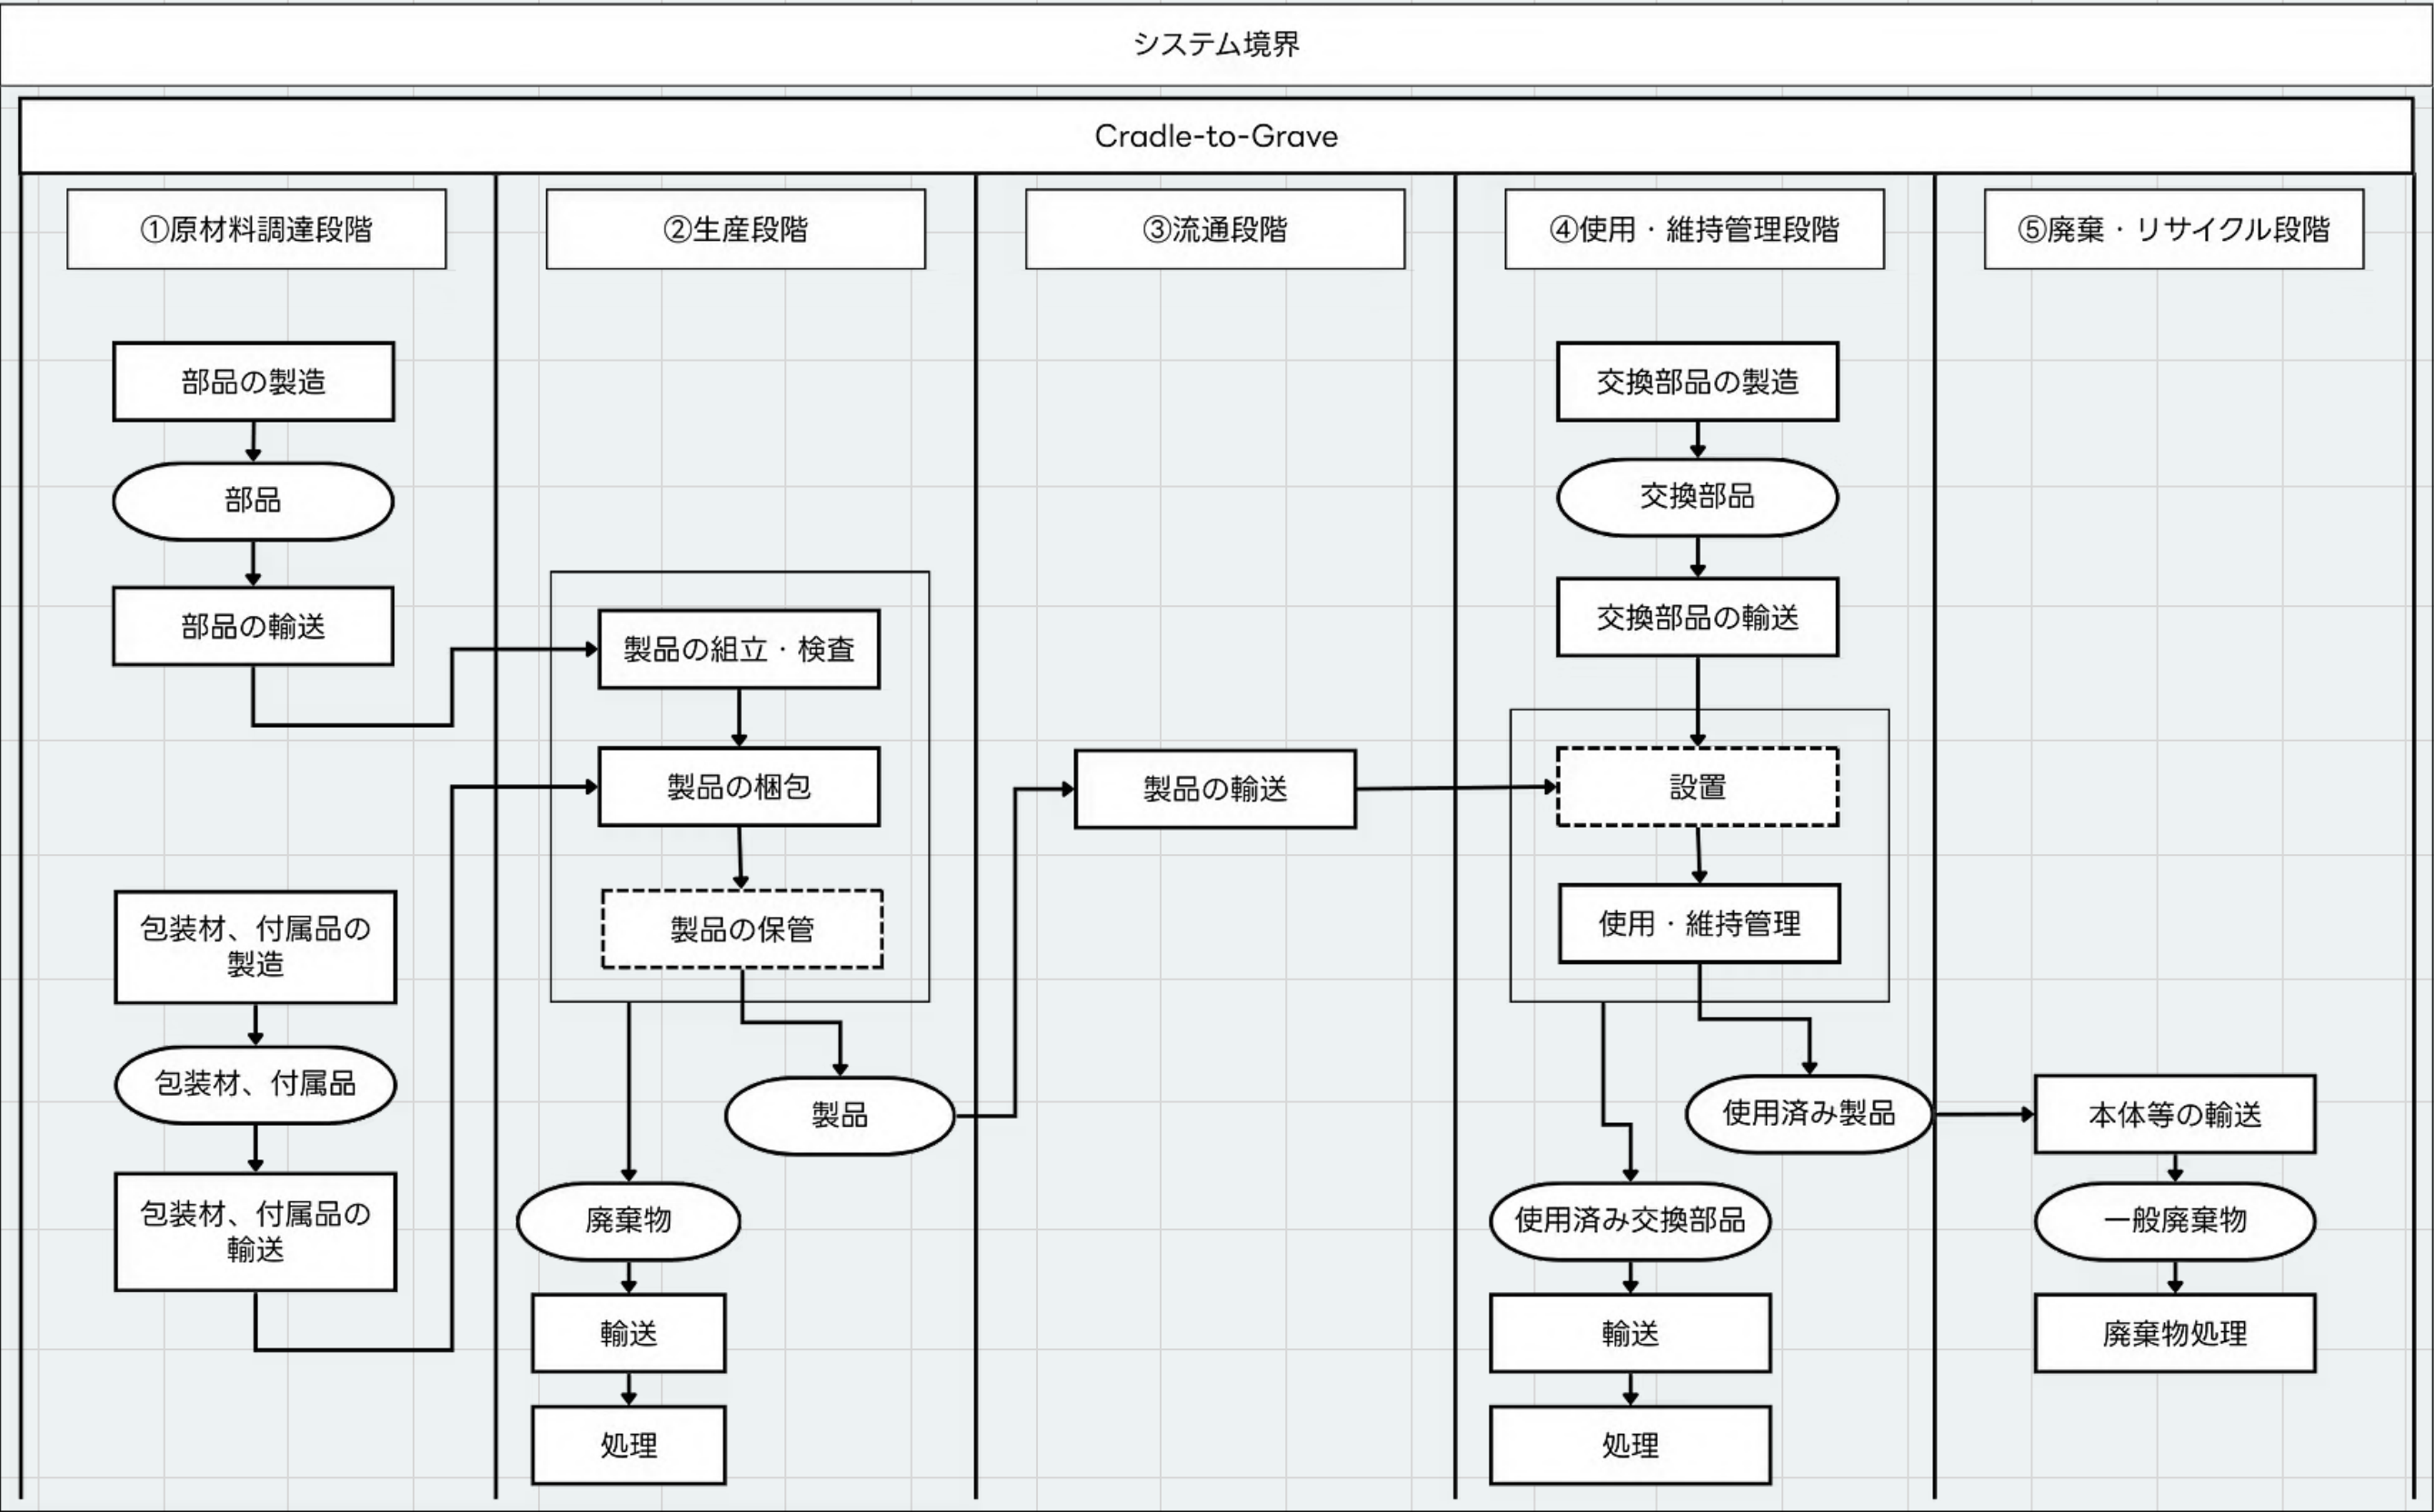 システム境界
Cradle-to-Grave
①原材料調達段階
②生産段階
③流通段階
④使用・維持管理段階
⑤廃棄・リサイクル段階
部品の製造
部品
部品の輸送
包装材、付属品の
製造
包装材、付属品
包装材、付属品の
輸送
製品の組立・検査
製品の梱包
製品の保管
製品
廃棄物
輸送
処理
製品の輸送
交換部品の製造
交換部品
交換部品の輸送
設置
使用・維持管理
使用済み製品
使用済み交換部品
輸送
処理
本体等の輸送
一般廃棄物
廃棄物処理